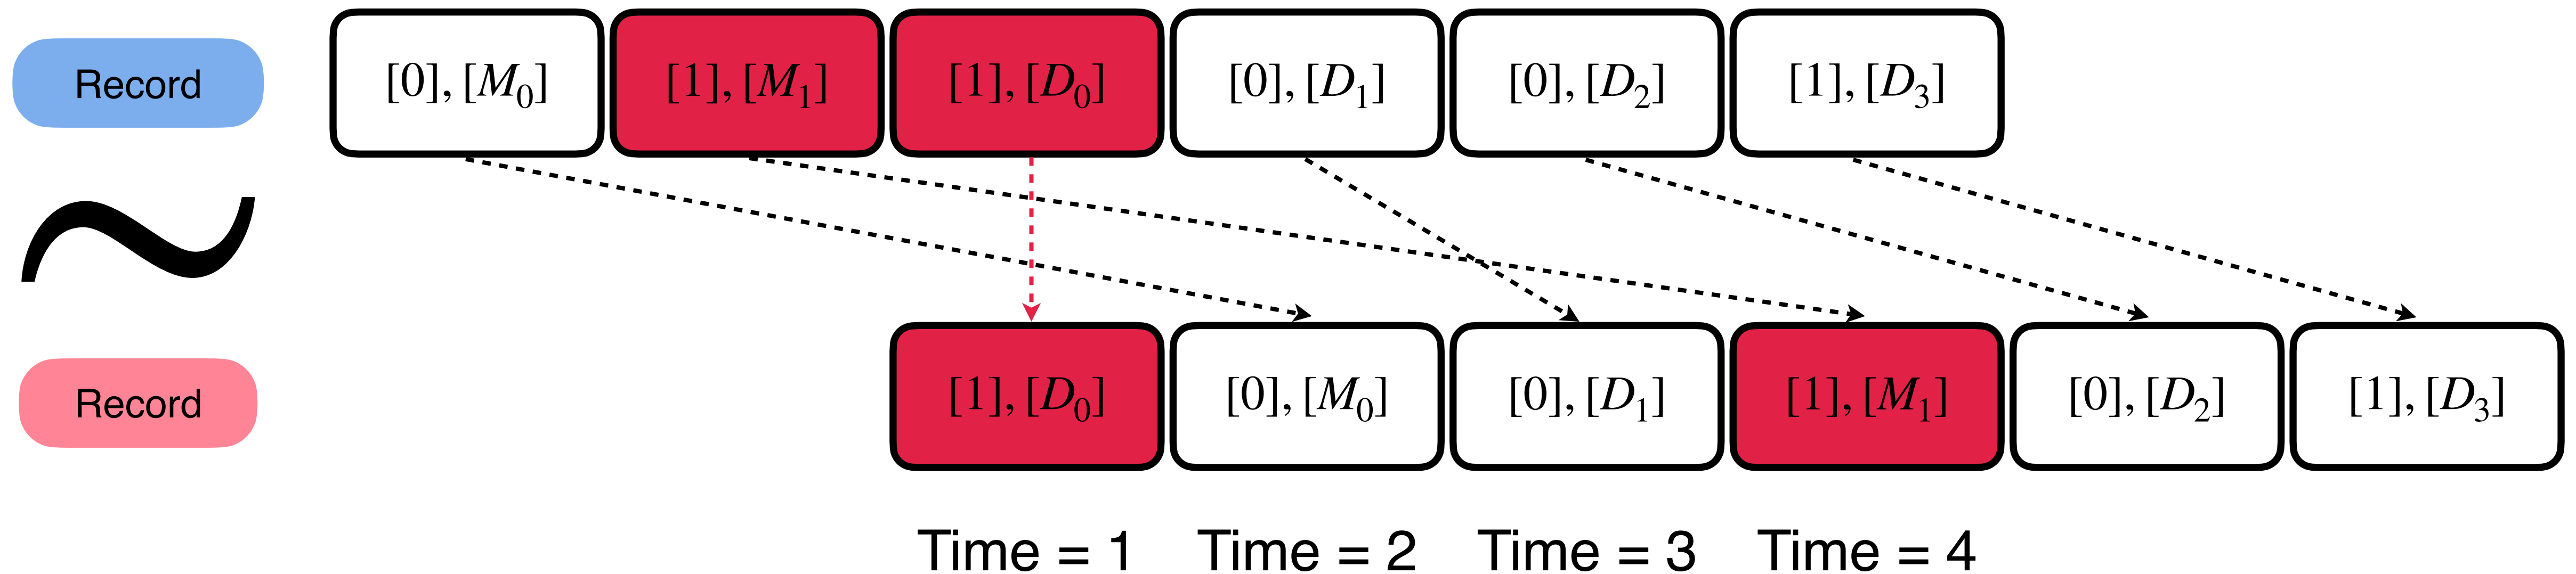 Record [0], [M₀] [1], [M₁] [1], [D₀] [0], [D₁] [0], [D₂] [1], [D₃]
~
Record [1], [D₀] [0], [M₀] [0], [D₁] [1], [M₁] [0], [D₂] [1], [D₃]
Time = 1 Time = 2 Time = 3 Time = 4